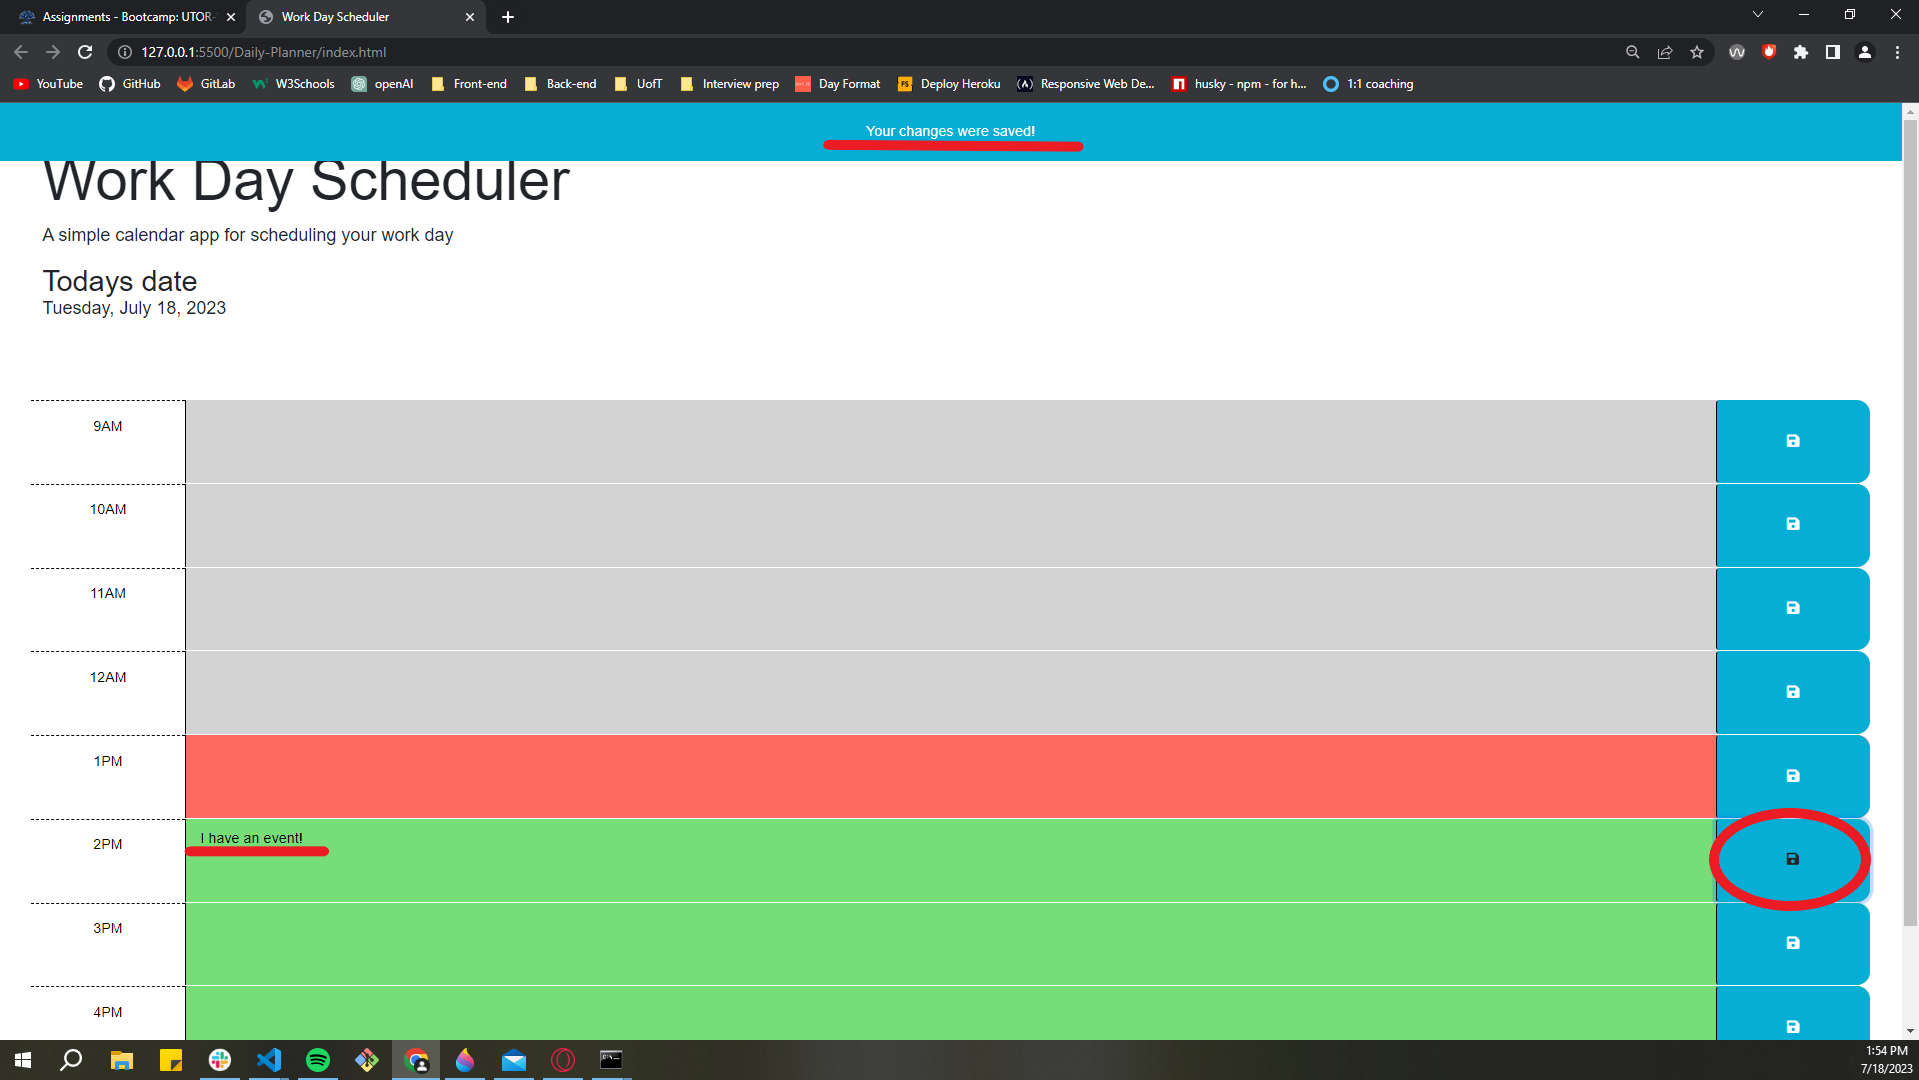 Assignments - Bootcamp: UTOR-
Work Day Scheduler
127.0.0.1:5500/Daily-Planner/index.html
YouTube GitHub GitLab W3Schools openAI Front-end Back-end UofT Interview prep Day Format Deploy Heroku Responsive Web De... husky - npm - for h... 1:1 coaching
Your changes were saved!
Work Day Scheduler
A simple calendar app for scheduling your work day
Todays date
Tuesday, July 18, 2023
9AM
10AM
11AM
12AM
1PM
2PM I have an event!
3PM
4PM
1:54 PM
7/18/2023